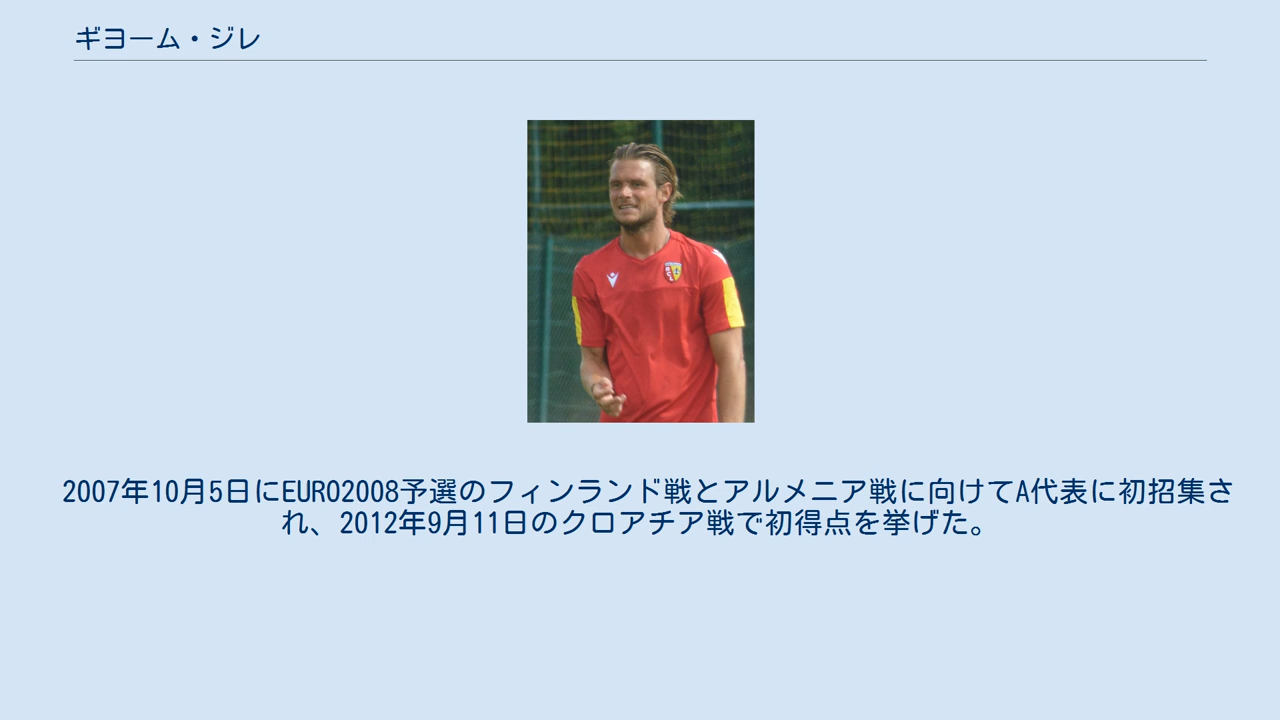 ギヨーム・ジレ
2007年10月5日にEURO2008予選のフィンランド戦とアルメニア戦に向けてA代表に初招集さ
れ、2012年9月11日のクロアチア戦で初得点を挙げた。